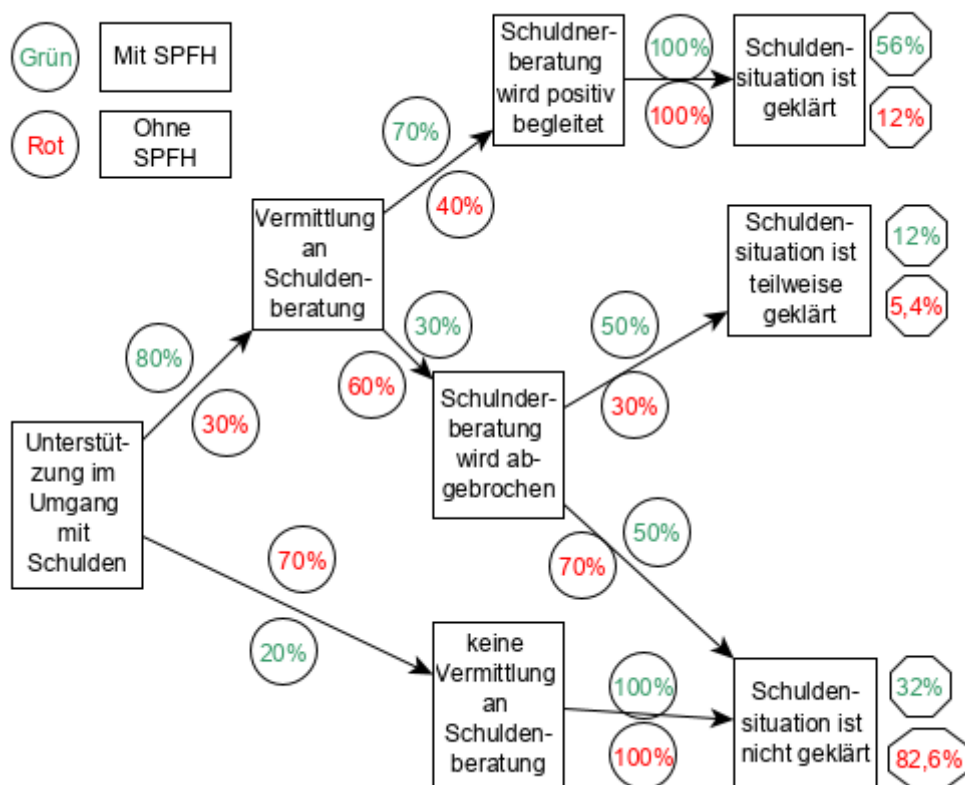 Grün
Mit SPFH
Rot
Ohne
SPFH
Schuldner-
beratung
wird positiv
begleitet
100%
100%
Schulden-
situation ist
geklärt
56%
12%
70%
40%
Vermittlung
an
Schulden-
beratung
Schulden-
situation ist
teilweise
geklärt
12%
5,4%
80%
30%
30%
60%
50%
30%
Schulnder-
beratung
wird ab-
gebrochen
Unterstüt-
zung im
Umgang
mit
Schulden
70%
20%
50%
70%
keine
Vermittlung
an
Schulden-
beratung
100%
100%
Schulden-
situation ist
nicht geklärt
32%
82,6%